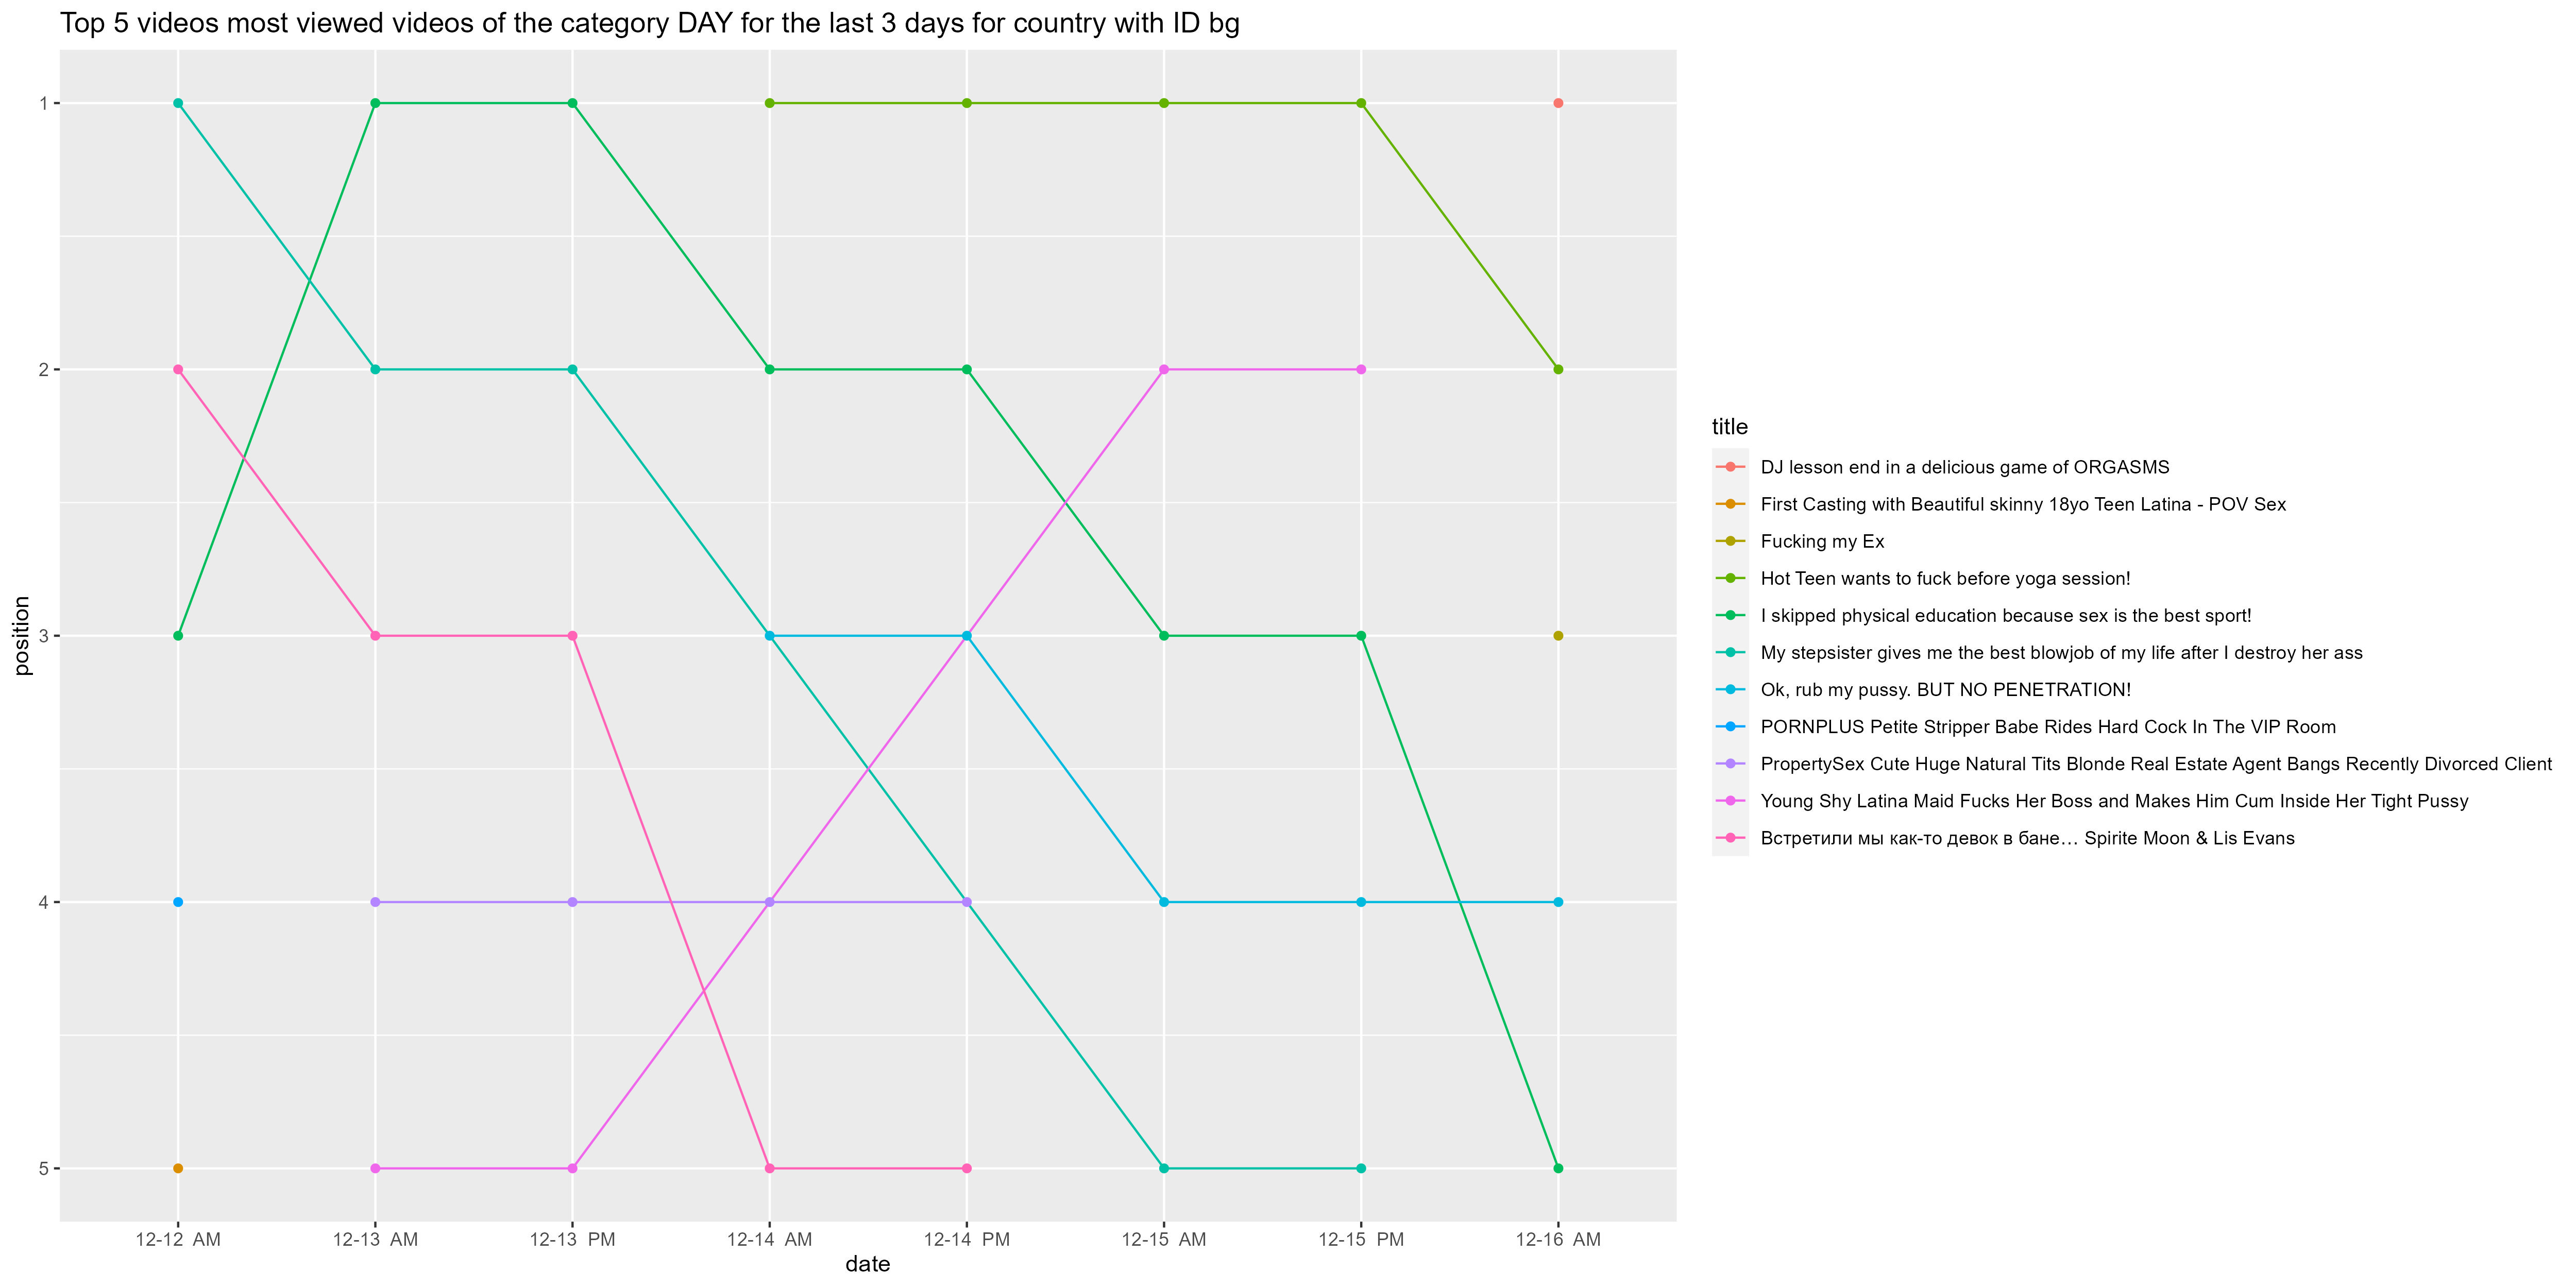 Top 5 videos most viewed videos of the category DAY for the last 3 days for country with ID bg
position
1
2
3
4
5
12-12 AM
12-13 AM
12-13 PM
12-14 AM
12-14 PM
12-15 AM
12-15 PM
12-16 AM
date
title
DJ lesson end in a delicious game of ORGASMS
First Casting with Beautiful skinny 18yo Teen Latina - POV Sex
Fucking my Ex
Hot Teen wants to fuck before yoga session!
I skipped physical education because sex is the best sport!
My stepsister gives me the best blowjob of my life after I destroy her ass
Ok, rub my pussy. BUT NO PENETRATION!
PORNPLUS Petite Stripper Babe Rides Hard Cock In The VIP Room
PropertySex Cute Huge Natural Tits Blonde Real Estate Agent Bangs Recently Divorced Client
Young Shy Latina Maid Fucks Her Boss and Makes Him Cum Inside Her Tight Pussy
Встретили мы как-то девок в бане… Spirite Moon & Lis Evans